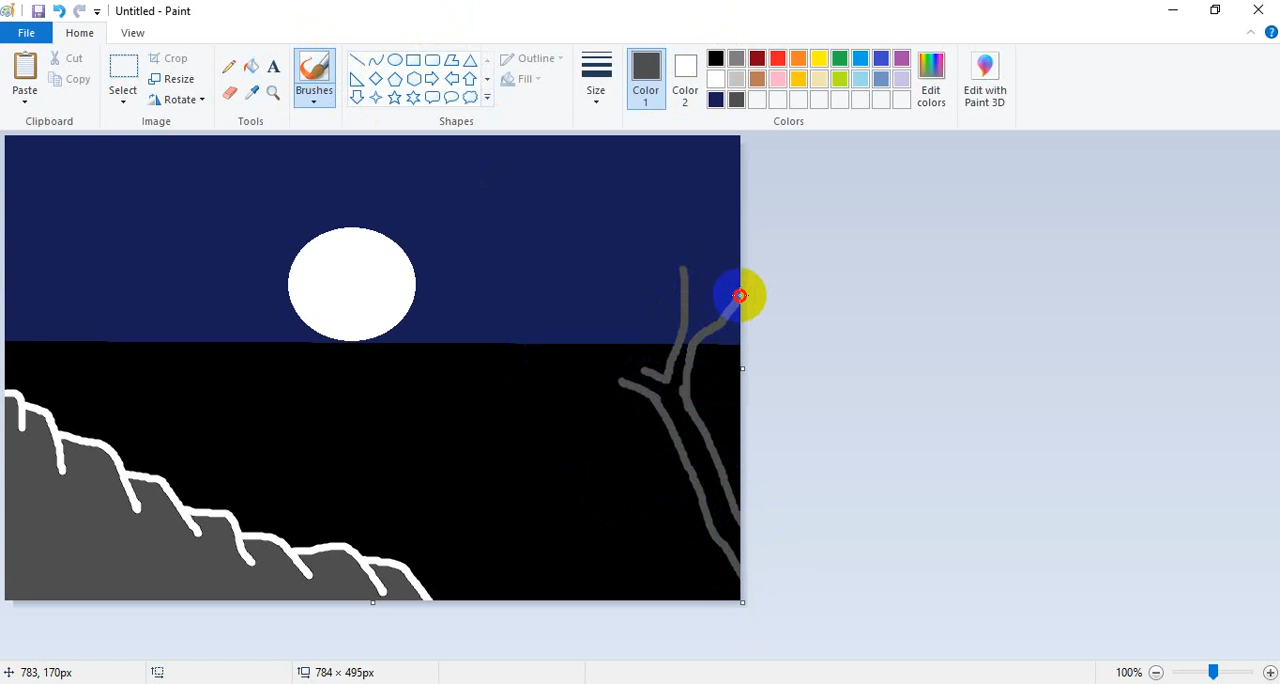 Untitled - Paint
File Home View
Paste Cut Copy
Clipboard
Select Crop Resize Rotate
Image
A
Tools
Brushes
Outline Fill
Shapes
Size
Color 1
Color 2
Edit colors
Colors
Edit with Paint 3D
783, 170px
784 × 495px
100%